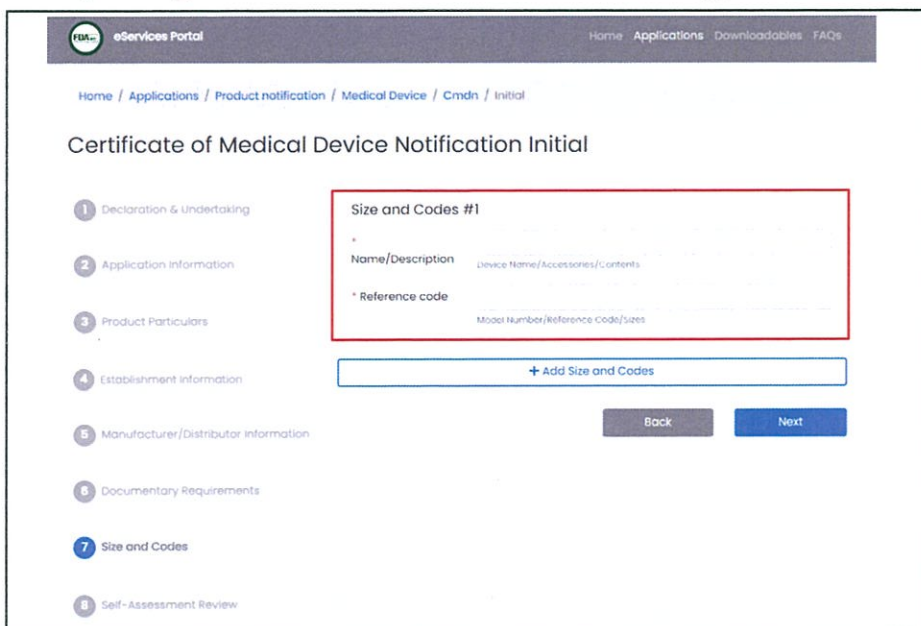 FDA eServices Portal Home Applications Downloadables FAQs
Home / Applications / Product notification / Medical Device / Cmdn / Initial
Certificate of Medical Device Notification Initial
1 Declaration & Undertaking
2 Application Information
3 Product Particulars
4 Establishment Information
5 Manufacturer/Distributor Information
6 Documentary Requirements
7 Size and Codes
8 Self-Assessment Review
Size and Codes #1
*
Name/Description
Device Name/Accessories/Contents
* Reference code
Model Number/Reference Code/Sizes
+ Add Size and Codes
Back Next